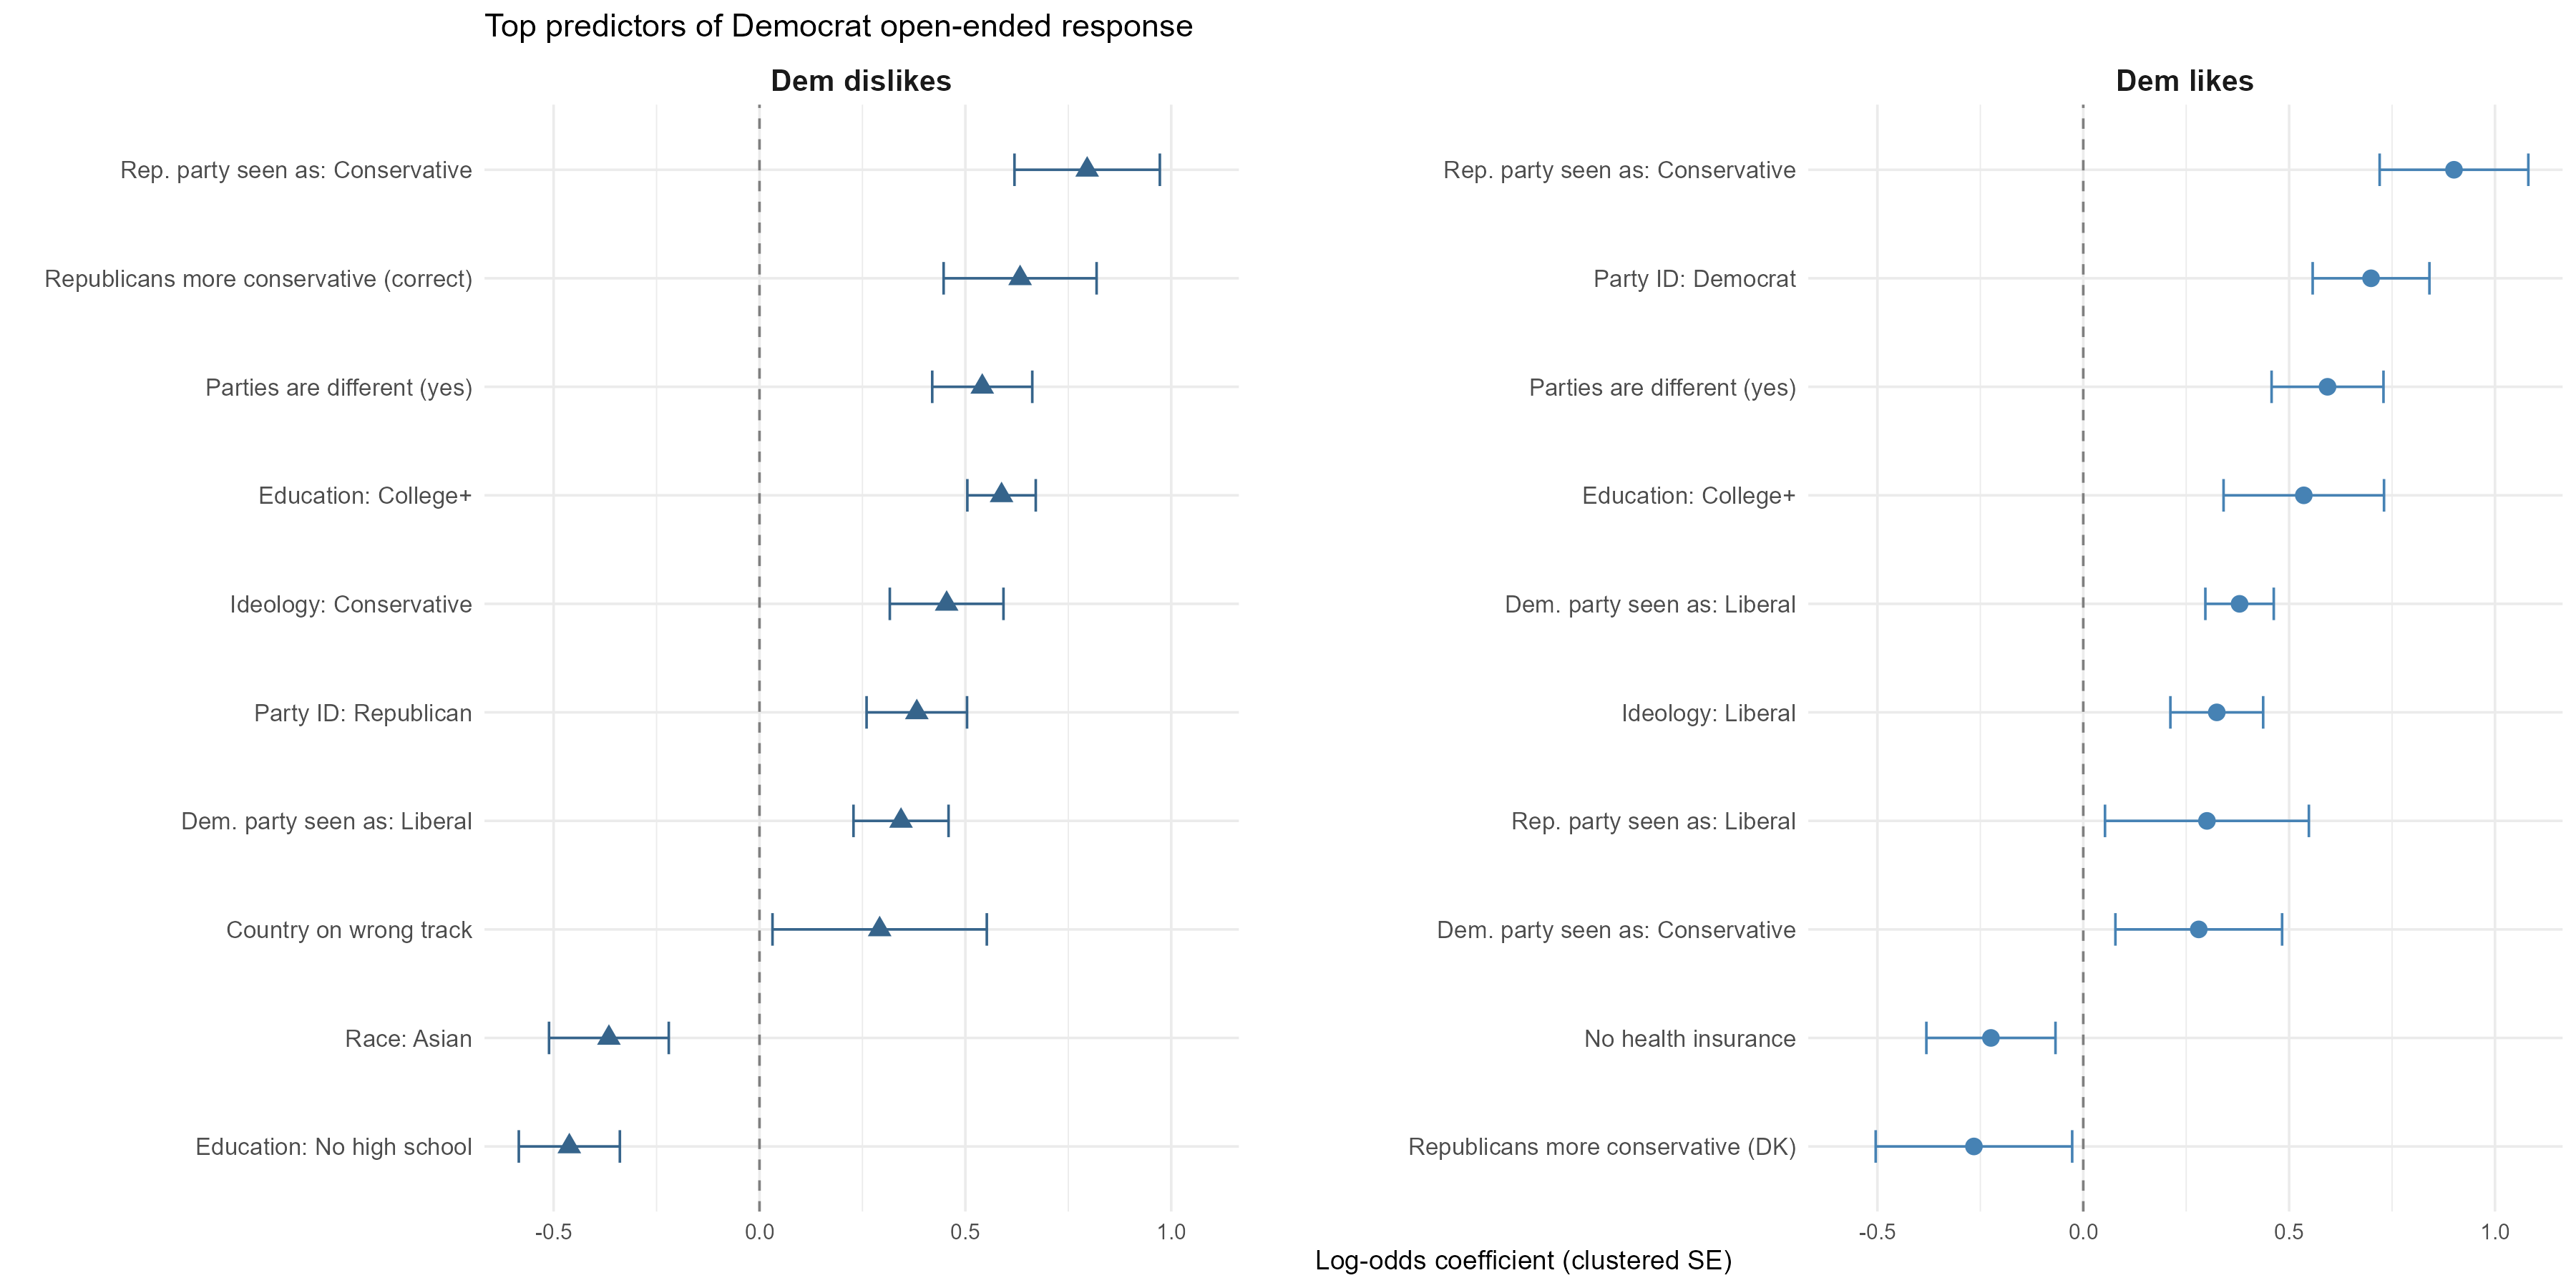 Top predictors of Democrat open-ended response
Dem dislikes
Rep. party seen as: Conservative
Republicans more conservative (correct)
Parties are different (yes)
Education: College+
Ideology: Conservative
Party ID: Republican
Dem. party seen as: Liberal
Country on wrong track
Race: Asian
Education: No high school
-0.5 0.0 0.5 1.0
Dem likes
Rep. party seen as: Conservative
Party ID: Democrat
Parties are different (yes)
Education: College+
Dem. party seen as: Liberal
Ideology: Liberal
Rep. party seen as: Liberal
Dem. party seen as: Conservative
No health insurance
Republicans more conservative (DK)
-0.5 0.0 0.5 1.0
Log-odds coefficient (clustered SE)